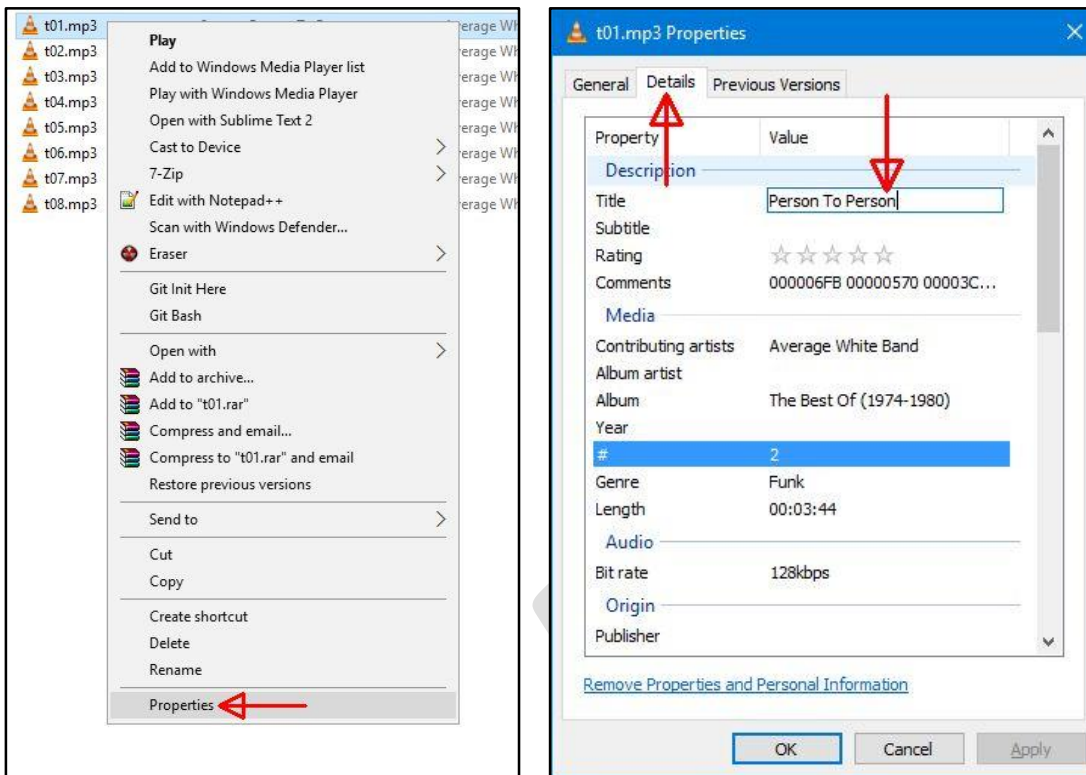 t01.mp3
t02.mp3
t03.mp3
t04.mp3
t05.mp3
t06.mp3
t07.mp3
t08.mp3
Play
Add to Windows Media Player list
Play with Windows Media Player
Open with Sublime Text 2
Cast to Device
7-Zip
Edit with Notepad++
Scan with Windows Defender...
Eraser
Git Init Here
Git Bash
Open with
Add to archive...
Add to "t01.rar"
Compress and email...
Compress to "t01.rar" and email
Restore previous versions
Send to
Cut
Copy
Create shortcut
Delete
Rename
Properties
t01.mp3 Properties
General Details Previous Versions
Property Value
Description
Title Person To Person
Subtitle
Rating
Comments 000006FB 00000570 00003C...
Media
Contributing artists Average White Band
Album artist
Album The Best Of (1974-1980)
Year
# 2
Genre Funk
Length 00:03:44
Audio
Bit rate 128kbps
Origin
Publisher
Remove Properties and Personal Information
OK Cancel Apply